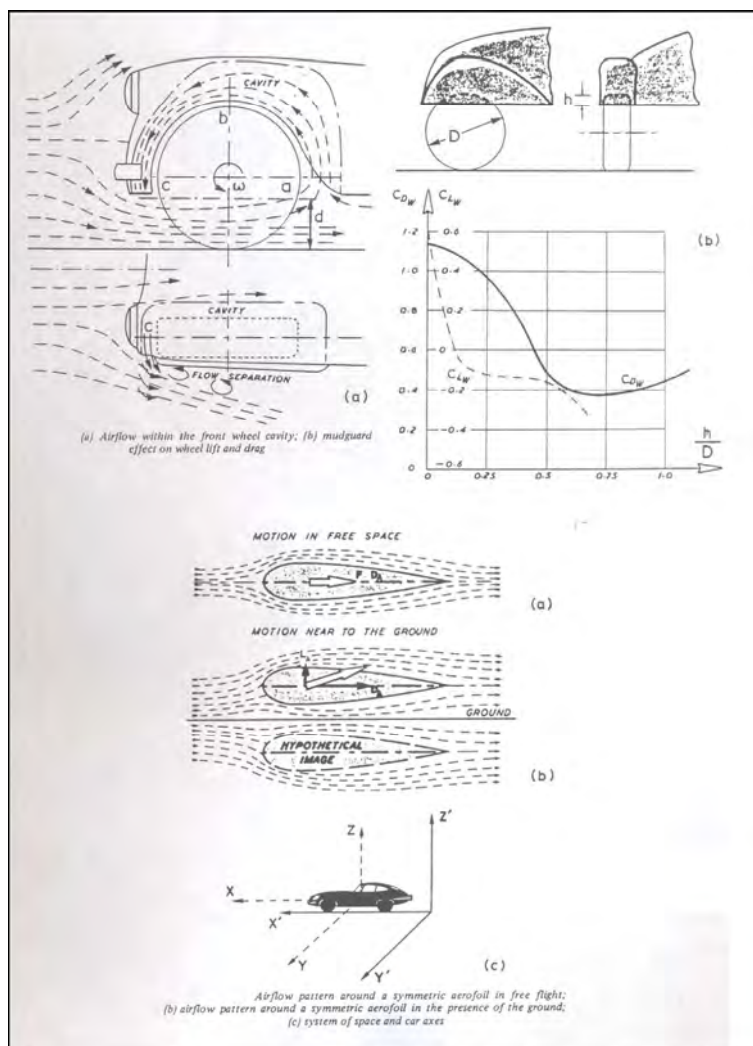 CAVITY
b
c
ω
a
d
CAVITY
C
FLOW SEPARATION
(a)
(a) Airflow within the front wheel cavity; (b) mudguard
effect on wheel lift and drag
h
D
C_DW C_LW
(b)
1·2 0·6
1·0 0·4
0·8 0·2
0·6 0
0·4 -0·2
0·2 -0·4
0 -0·6
C_LW
C_DW
0 0·25 0·5 0·75 1·0
h
D
MOTION IN FREE SPACE
(a)
MOTION NEAR TO THE GROUND
GROUND
HYPOTHETICAL
IMAGE
(b)
Z
Z'
X
X'
Y
Y'
(c)
Airflow pattern around a symmetric aerofoil in free flight;
(b) airflow pattern around a symmetric aerofoil in the presence of the ground;
(c) system of space and car axes